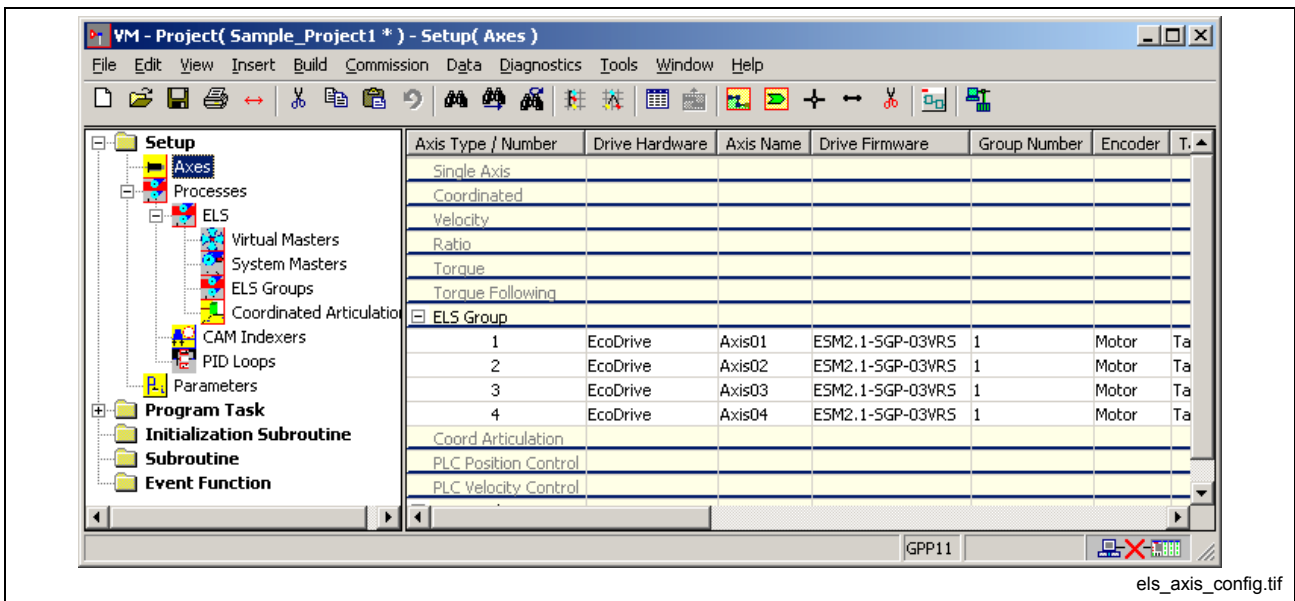 VM - Project( Sample_Project1 * ) - Setup( Axes )
File Edit View Insert Build Commission Data Diagnostics Tools Window Help
Setup
Axes
Processes
ELS
Virtual Masters
System Masters
ELS Groups
Coordinated Articulation
CAM Indexers
PID Loops
Parameters
Program Task
Initialization Subroutine
Subroutine
Event Function
Axis Type / Number Drive Hardware Axis Name Drive Firmware Group Number Encoder T.
Single Axis
Coordinated
Velocity
Ratio
Torque
Torque Following
ELS Group
1 EcoDrive Axis01 ESM2.1-SGP-03VRS 1 Motor Ta
2 EcoDrive Axis02 ESM2.1-SGP-03VRS 1 Motor Ta
3 EcoDrive Axis03 ESM2.1-SGP-03VRS 1 Motor Ta
4 EcoDrive Axis04 ESM2.1-SGP-03VRS 1 Motor Ta
Coord Articulation
PLC Position Control
PLC Velocity Control
GPP11
els_axis_config.tif